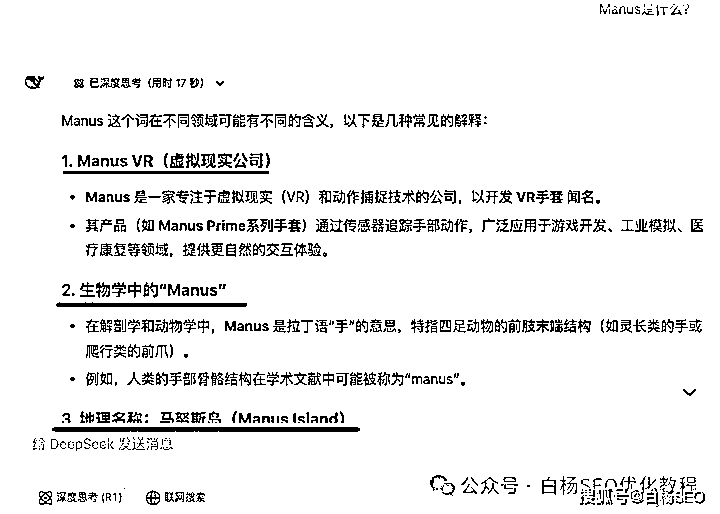 Manus是什么？
已深度思考（用时 17 秒）
Manus 这个词在不同领域可能有不同的含义，以下是几种常见的解释：
1. Manus VR（虚拟现实公司）
• Manus 是一家专注于虚拟现实（VR）和动作捕捉技术的公司，以开发 VR手套 闻名。
• 其产品（如 Manus Prime系列手套）通过传感器追踪手部动作，广泛应用于游戏开发、工业模拟、医
疗康复等领域，提供更自然的交互体验。
2. 生物学中的“Manus”
• 在解剖学和动物学中，Manus 是拉丁语“手”的意思，特指四足动物的前肢末端结构（如灵长类的手或
爬行类的前爪）。
• 例如，人类的手部骨骼结构在学术文献中可能被称为“manus”。
3. 地理名称：马努斯岛（Manus Island）
给 DeepSeek 发送消息
深度思考 (R1)
联网搜索
公众号 · 白杨SEO优化教程
搜狐号@白杨SEO